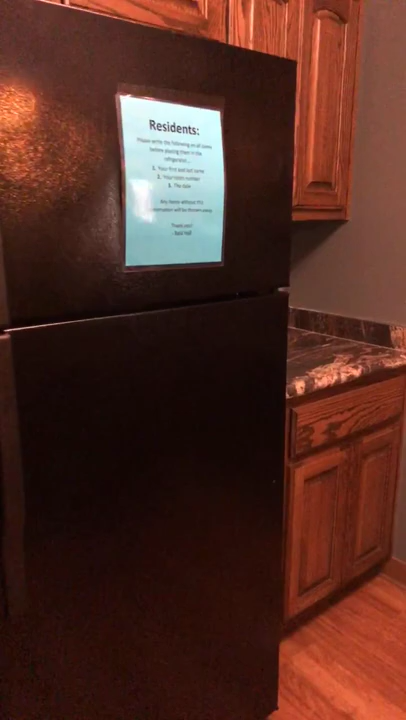 Residents:
Please write the following on all items
before placing them in the
refrigerator...
1. Your first and last name
2. Your room number
3. The date
Any items without this
information will be thrown away.
Thank you!